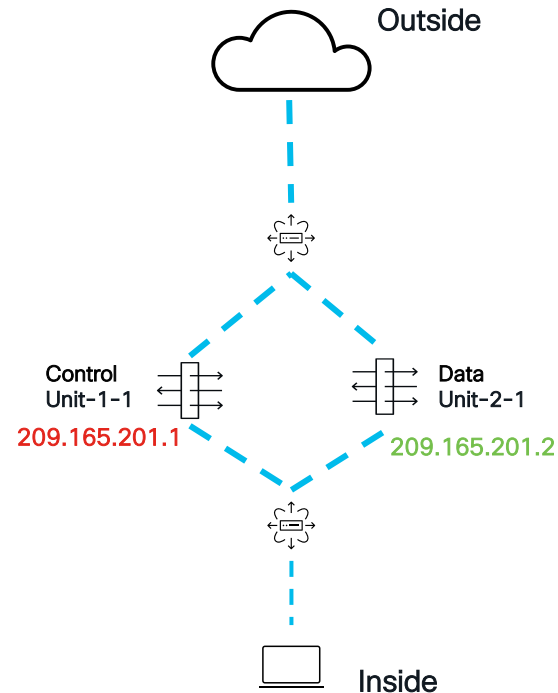 Outside
Control
Unit-1-1
209.165.201.1
Data
Unit-2-1
209.165.201.2
Inside